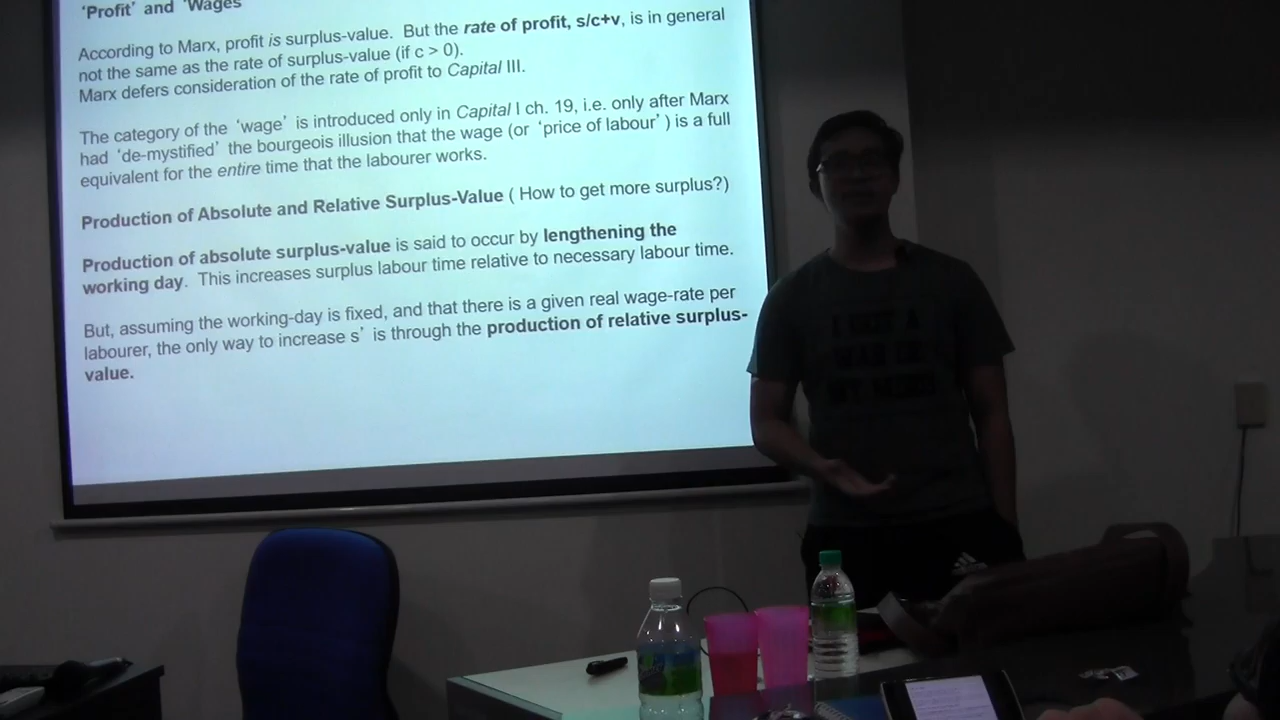 ‘Profit’ and ‘Wages
According to Marx, profit is surplus-value. But the rate of profit, s/c+v, is in general
not the same as the rate of surplus-value (if c > 0).
Marx defers consideration of the rate of profit to Capital III.
The category of the ‘wage’ is introduced only in Capital I ch. 19, i.e. only after Marx
had ‘de-mystified’ the bourgeois illusion that the wage (or ‘price of labour’ ) is a full
equivalent for the entire time that the labourer works.
Production of Absolute and Relative Surplus-Value ( How to get more surplus?)
Production of absolute surplus-value is said to occur by lengthening the
working day. This increases surplus labour time relative to necessary labour time.
But, assuming the working-day is fixed, and that there is a given real wage-rate per
labourer, the only way to increase s’ is through the production of relative surplus-
value.